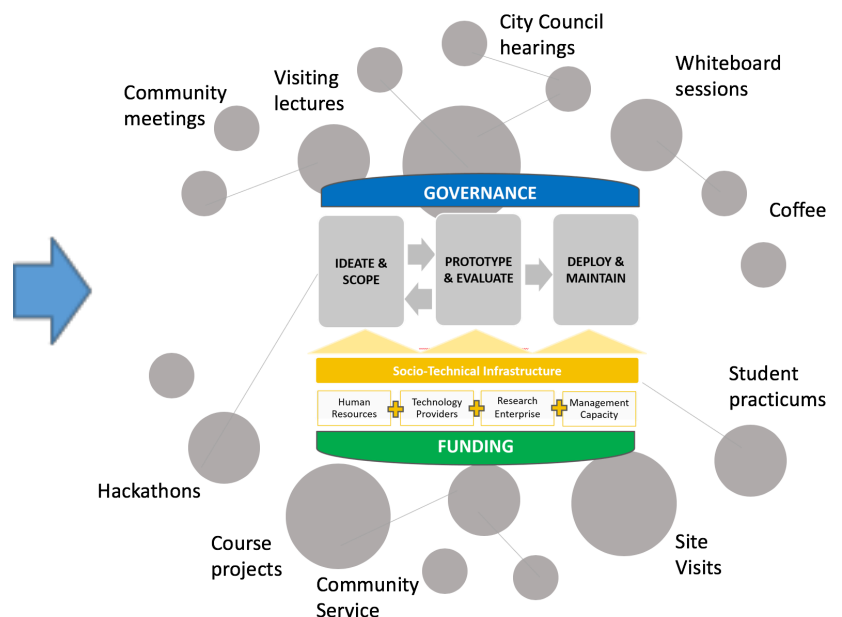 City Council
hearings
Whiteboard
sessions
Visiting
lectures
Community
meetings
GOVERNANCE
Coffee
IDEATE &
SCOPE
PROTOTYPE
& EVALUATE
DEPLOY &
MAINTAIN
Socio-Technical Infrastructure
Human
Resources
Technology
Providers
Research
Enterprise
Management
Capacity
FUNDING
Student
practicums
Hackathons
Course
projects
Community
Service
Site
Visits